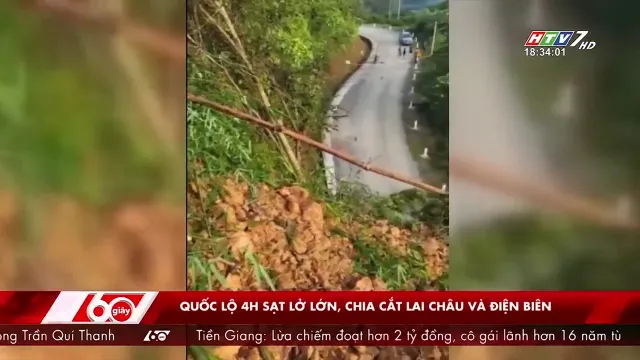 HTV7 HD
18:34:01
60 giây
QUỐC LỘ 4H SẠT LỞ LỚN, CHIA CẮT LAI CHÂU VÀ ĐIỆN BIÊN
ng Trần Quí Thanh 60 Tiền Giang: Lừa chiếm đoạt hơn 2 tỷ đồng, cô gái lãnh hơn 16 năm tù